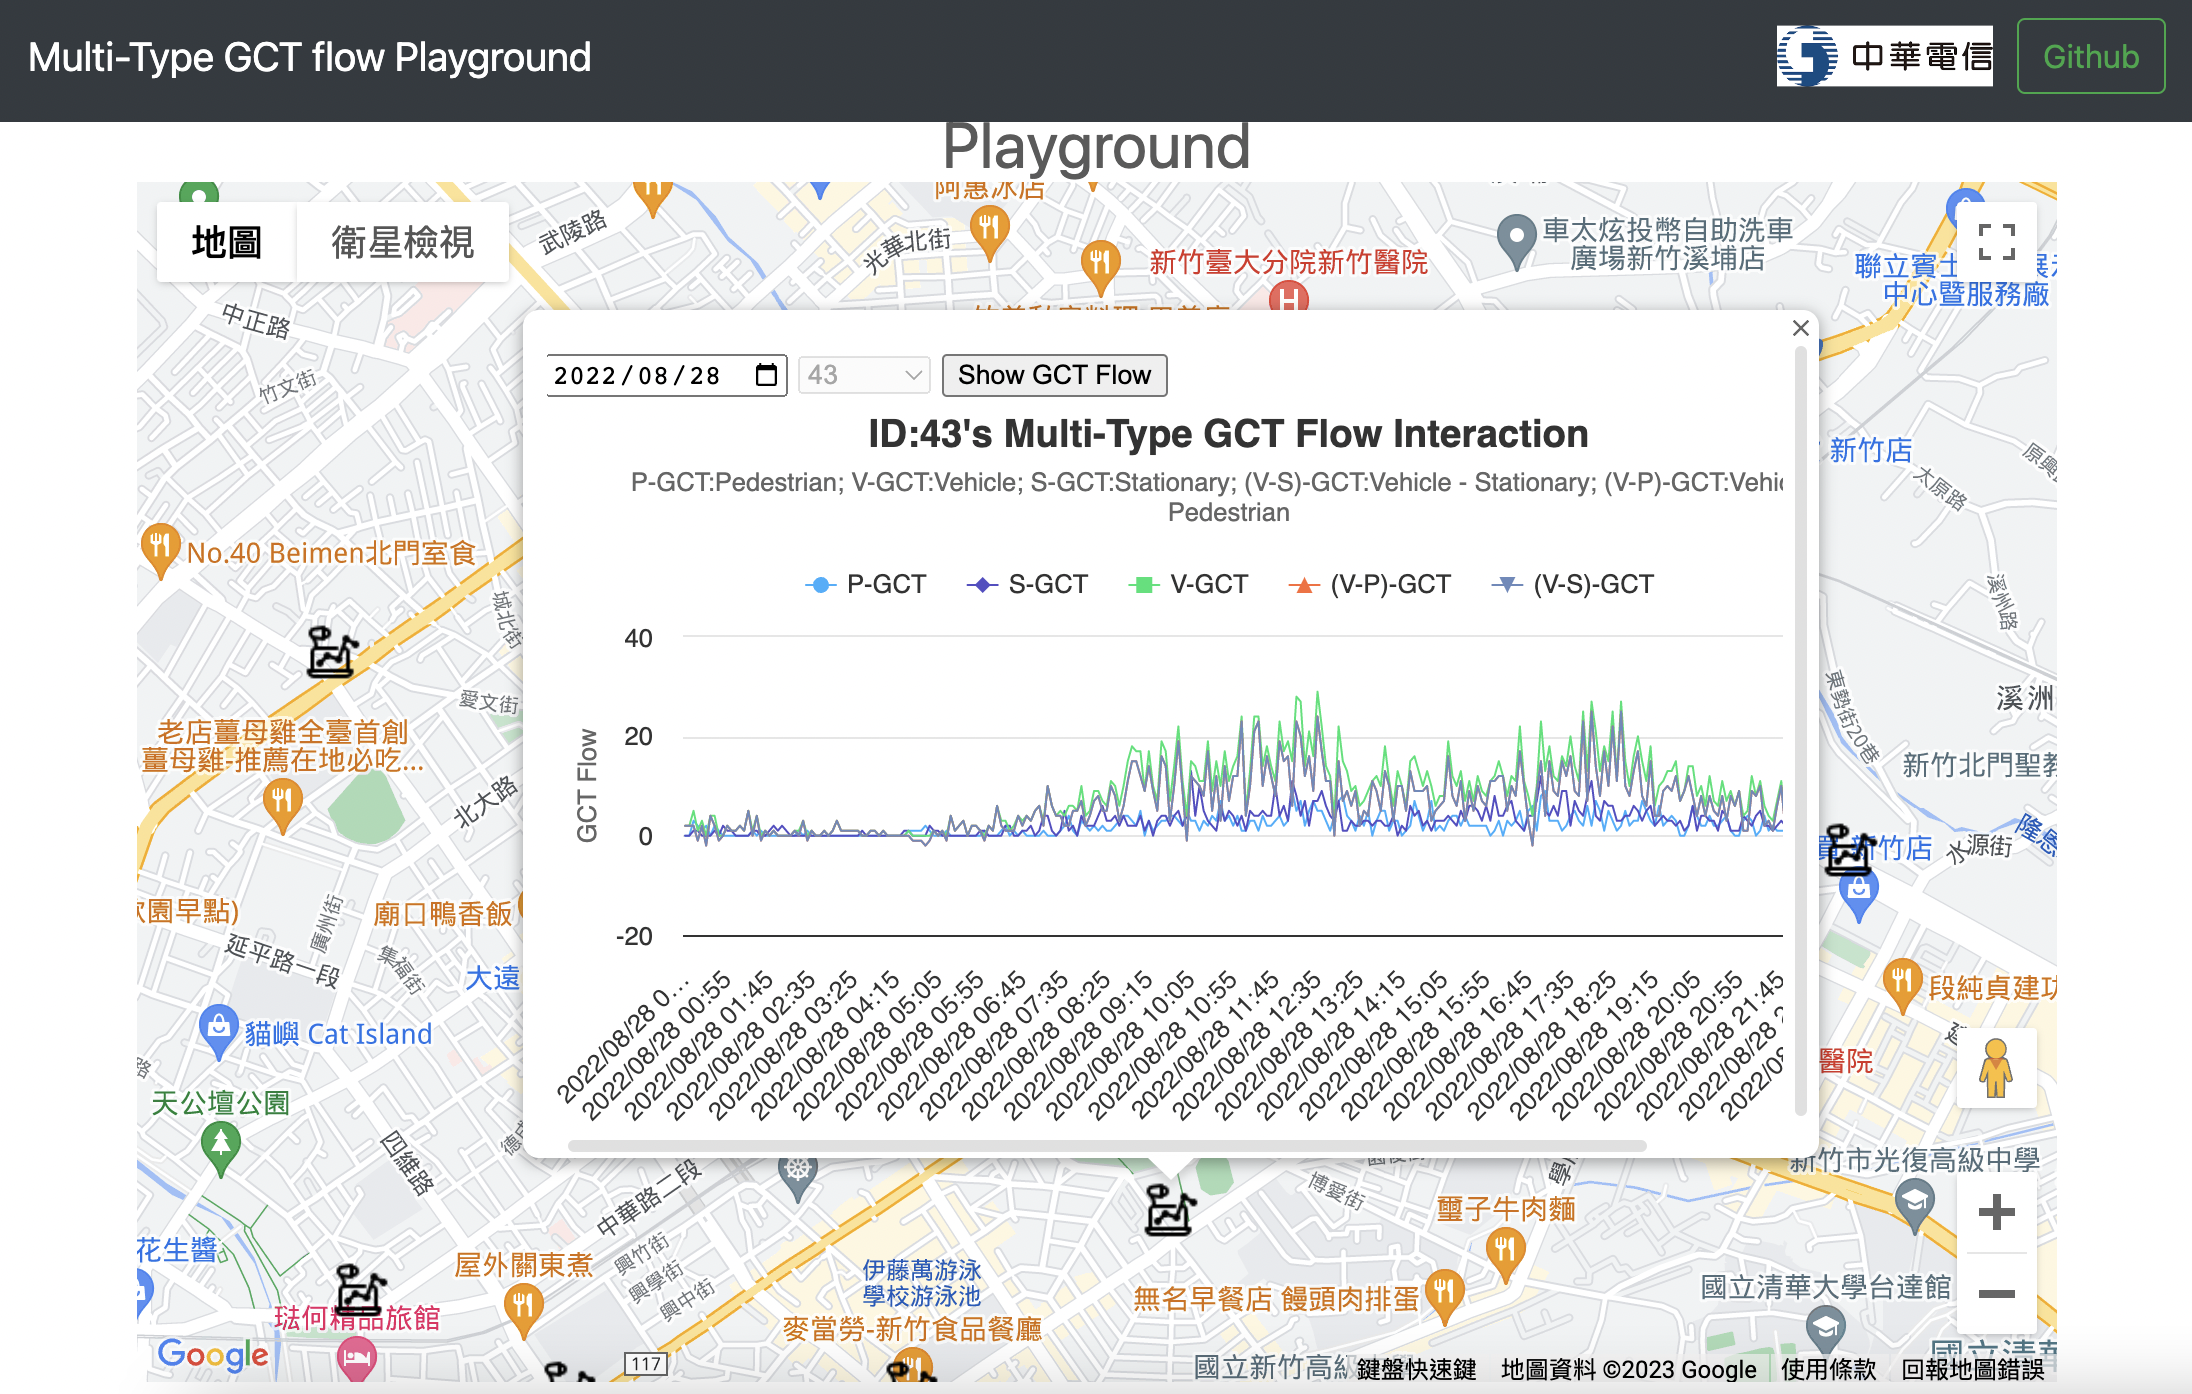 Multi-Type GCT flow Playground
中華電信
Github
Playground
地圖
衛星檢視
武陵路
光華北街
阿惠冰店
新竹臺大分院新竹醫院
車太炫投幣自助洗車
廣場新竹溪埔店
聯立賓士
中心暨服務廠
中正路
竹文街
2022/08/28
43
Show GCT Flow
ID:43's Multi-Type GCT Flow Interaction
P-GCT:Pedestrian; V-GCT:Vehicle; S-GCT:Stationary; (V-S)-GCT:Vehicle - Stationary; (V-P)-GCT:Vehic
Pedestrian
P-GCT
S-GCT
V-GCT
(V-P)-GCT
(V-S)-GCT
40
20
0
-20
GCT Flow
2022/08/28 0...
2022/08/28 00:55
2022/08/28 01:45
2022/08/28 02:35
2022/08/28 03:25
2022/08/28 04:15
2022/08/28 05:05
2022/08/28 05:55
2022/08/28 06:45
2022/08/28 07:35
2022/08/28 08:25
2022/08/28 09:15
2022/08/28 10:05
2022/08/28 10:55
2022/08/28 11:45
2022/08/28 12:35
2022/08/28 13:25
2022/08/28 14:15
2022/08/28 15:05
2022/08/28 15:55
2022/08/28 16:45
2022/08/28 17:35
2022/08/28 18:25
2022/08/28 19:15
2022/08/28 20:05
2022/08/28 20:55
2022/08/28 21:45
2022/08/28 2
2022/08
新竹店
太原路
溪州路
東勢街20巷
溪洲
新竹北門聖教
新竹店
水源街
隆恩
段純貞建功
醫院
No.40 Beimen北門室食
城北街
愛文街
老店薑母雞全臺首創
薑母雞-推薦在地必吃...
北大路
園早點)
廣州街
延平路一段
廟口鴨香飯
集福街
大遠
貓嶼 Cat Island
天公壇公園
四維路
中華路二段
花生醬
屋外關東煮
興竹街
興學街
興中街
琺何精品旅館
伊藤萬游泳
學校游泳池
麥當勞-新竹食品餐廳
117
博愛街
璽子牛肉麵
無名早餐店 饅頭肉排蛋
新竹市光復高級中學
國立清華大學台達館
國立清華
國立新竹高級
Google
鍵盤快速鍵
地圖資料 ©2023 Google
使用條款
回報地圖錯誤